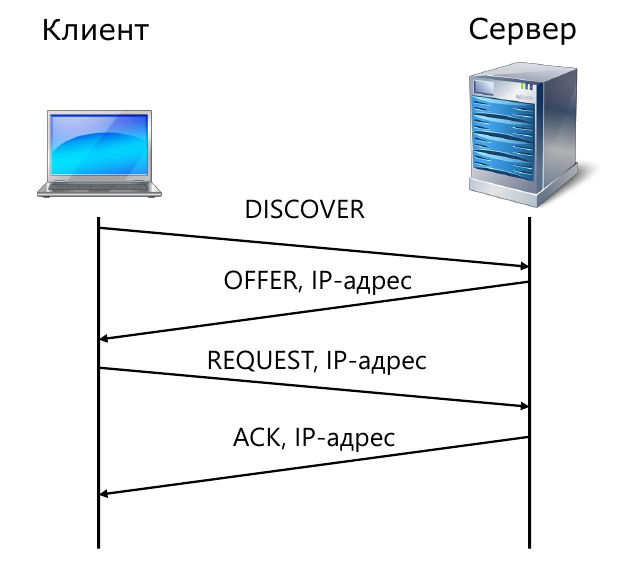 Клиент
Сервер
DISCOVER
OFFER, IP-адрес
REQUEST, IP-адрес
ACK, IP-адрес